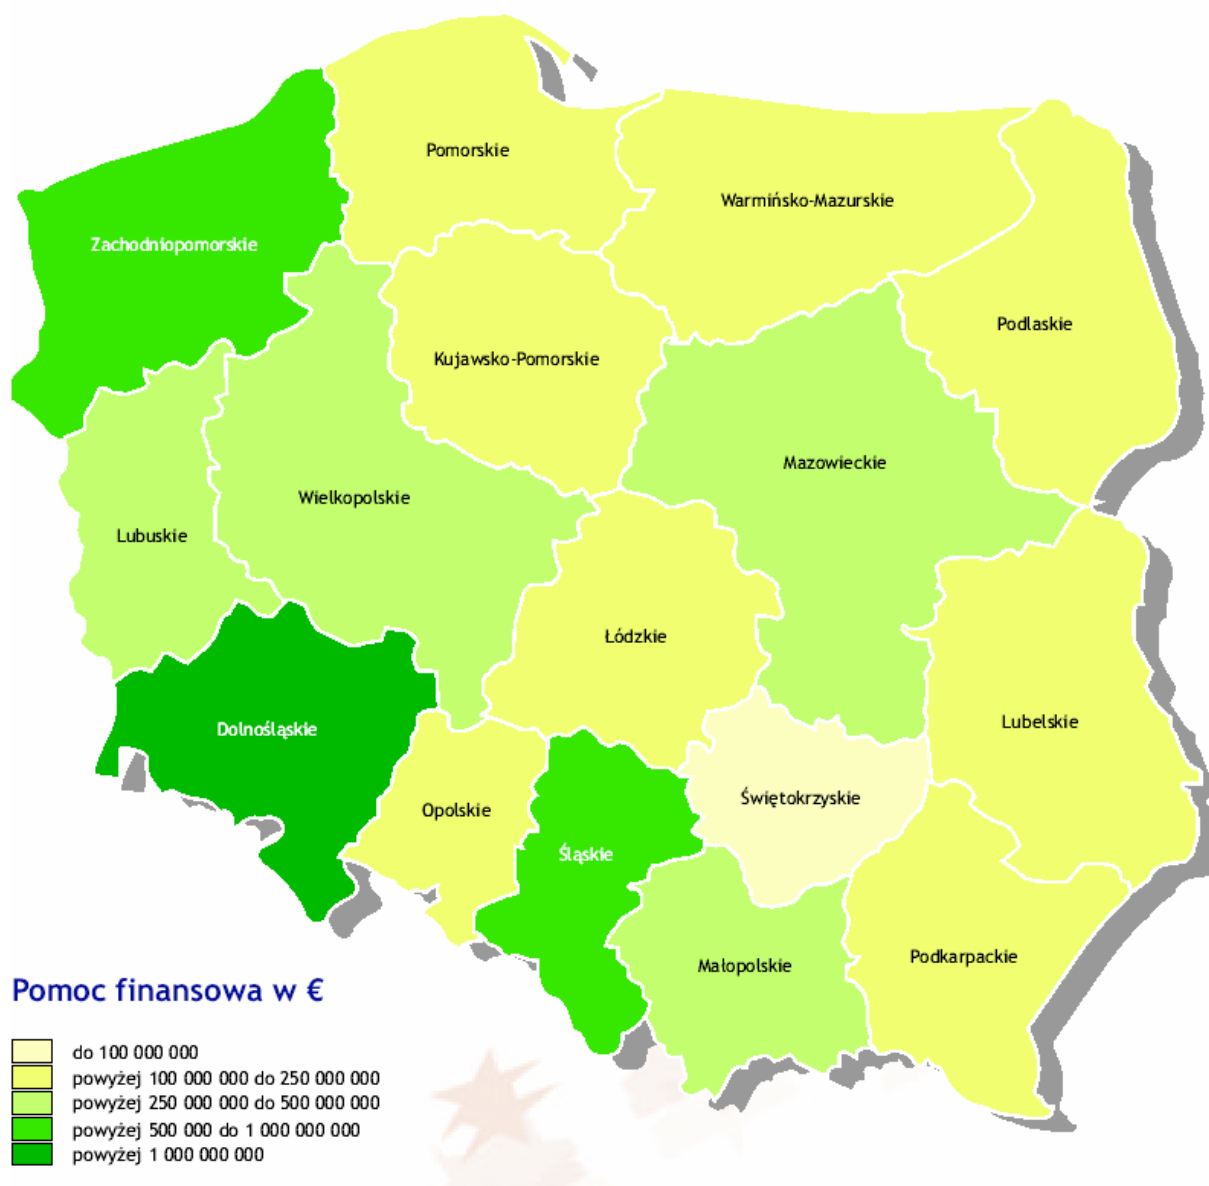 Pomorskie
Warmińsko-Mazurskie
Zachodniopomorskie
Podlaskie
Kujawsko-Pomorskie
Mazowieckie
Wielkopolskie
Lubuskie
Łódzkie
Lubelskie
Dolnośląskie
Świętokrzyskie
Opolskie
Śląskie
Podkarpackie
Małopolskie
Pomoc finansowa w €
do 100 000 000
powyżej 100 000 000 do 250 000 000
powyżej 250 000 000 do 500 000 000
powyżej 500 000 do 1 000 000 000
powyżej 1 000 000 000